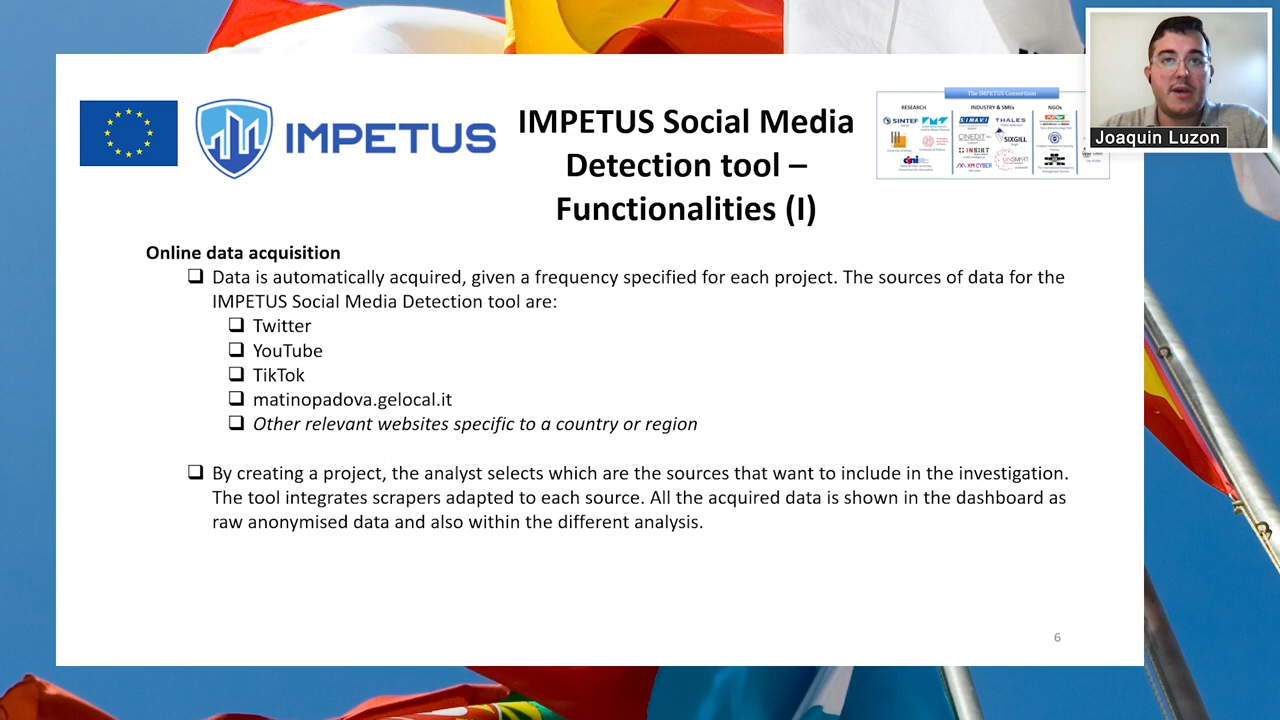 MPETUS
IMPETUS Social Media
Detection tool –
Functionalities (I)
The IMPETUS Consortium
RESEARCH
INDUSTRY & SMEs
NGOs
SINTEF
SIMAVI
THALES
CINEDIT
SIXGILL
INSIKT
UniSMART
XM CYBER
cini
Joaquin Luzon
Online data acquisition
❑ Data is automatically acquired, given a frequency specified for each project. The sources of data for the
IMPETUS Social Media Detection tool are:
❑ Twitter
❑ YouTube
❑ TikTok
❑ matinopadova.gelocal.it
❑ Other relevant websites specific to a country or region
❑ By creating a project, the analyst selects which are the sources that want to include in the investigation.
The tool integrates scrapers adapted to each source. All the acquired data is shown in the dashboard as
raw anonymised data and also within the different analysis.
6